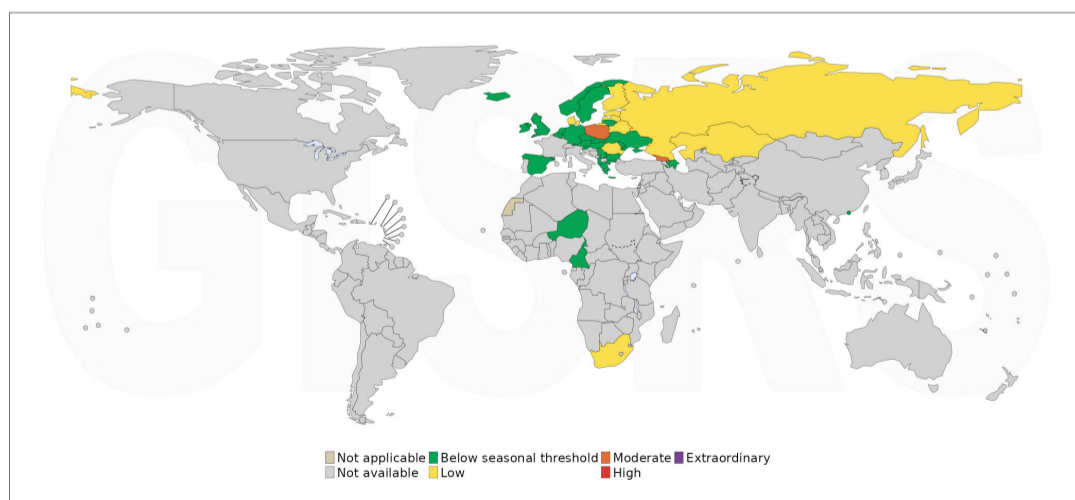 GISRS
Not applicable Below seasonal threshold Moderate Extraordinary
Not available Low High